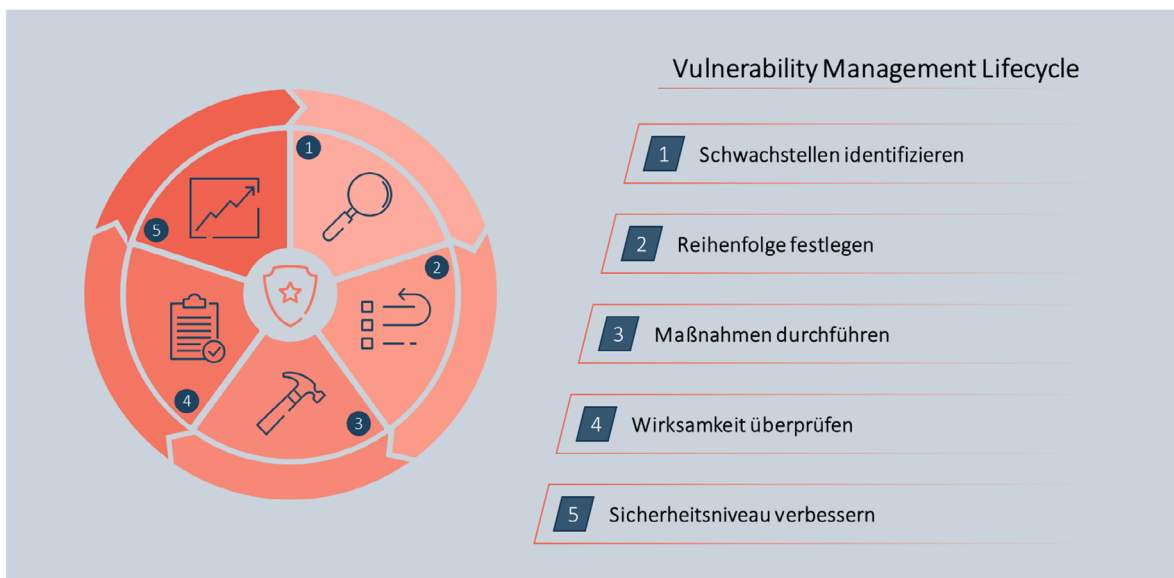 Vulnerability Management Lifecycle
1 Schwachstellen identifizieren
2 Reihenfolge festlegen
3 Maßnahmen durchführen
4 Wirksamkeit überprüfen
5 Sicherheitsniveau verbessern
1
2
3
4
5